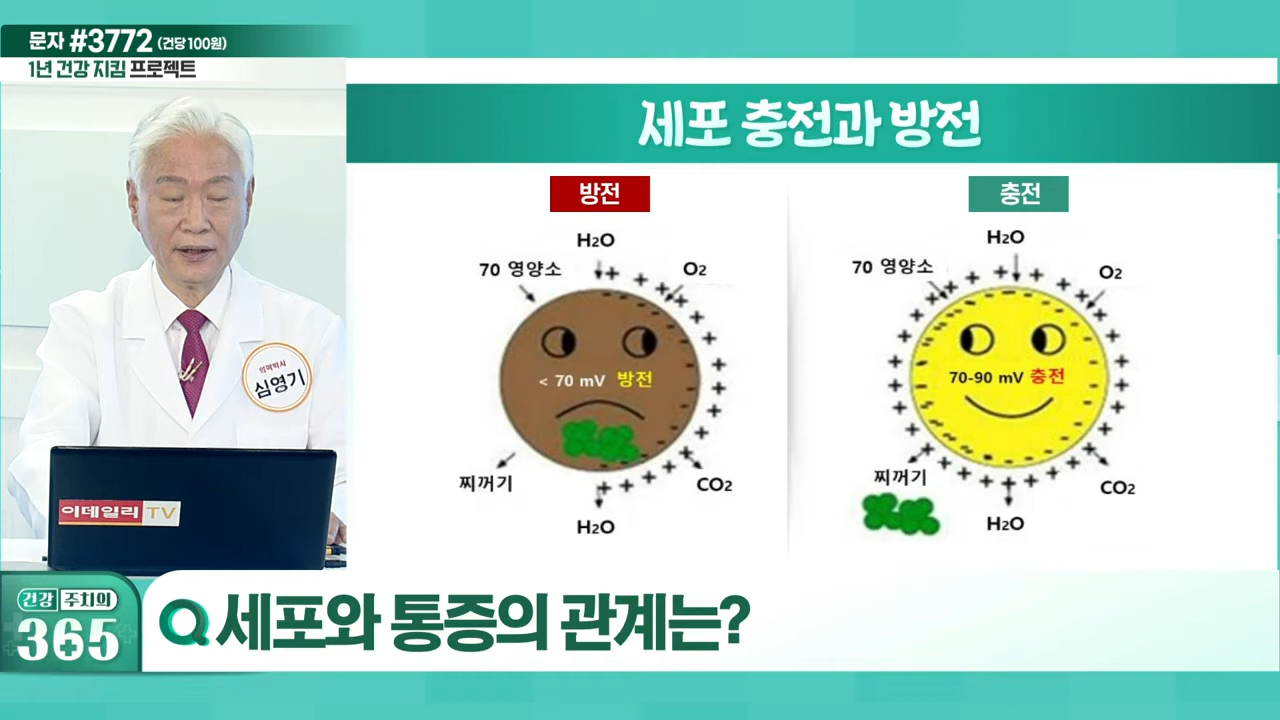 문자 #3772 (건당 100원)
1년 건강 지킴 프로젝트
세포 충전과 방전
방전
충전
H2O
70 영양소
O2
< 70 mV 방전
찌꺼기
CO2
H2O
H2O
70 영양소
O2
70-90 mV 충전
찌꺼기
CO2
H2O
의학박사
심영기
이데일리 TV
건강 주치의
365
Q 세포와 통증의 관계는?